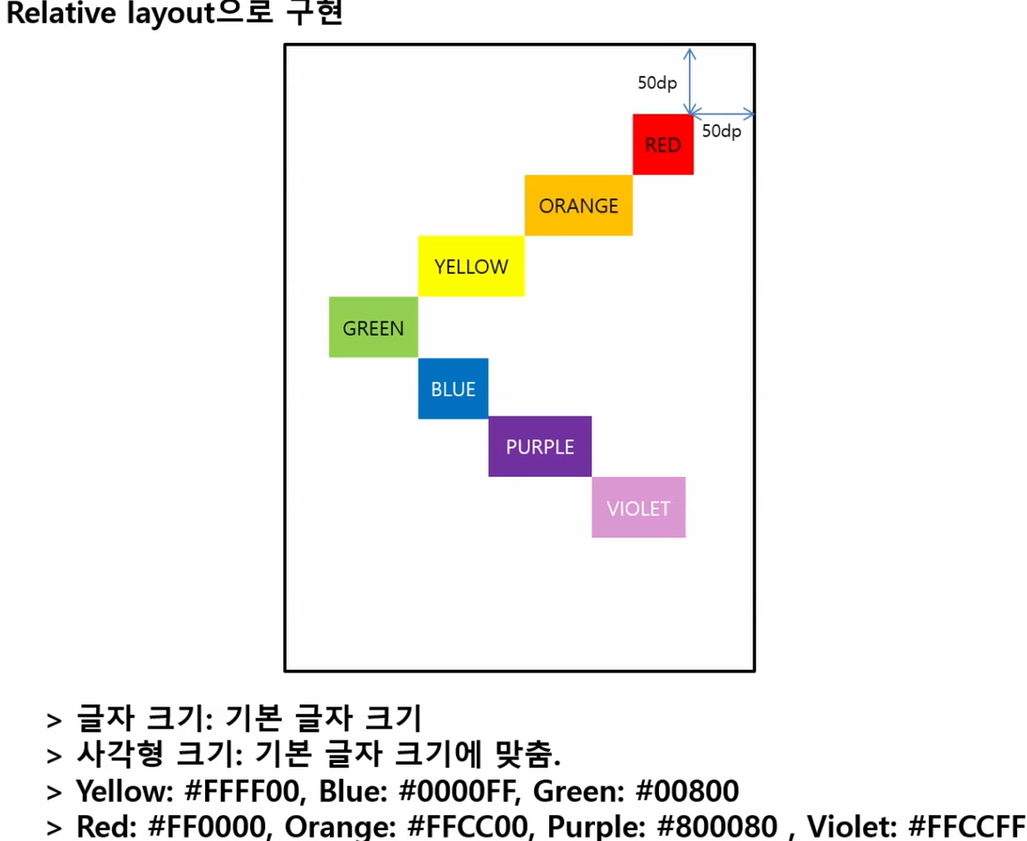 Relative layout으로 구현
50dp
50dp
RED
ORANGE
YELLOW
GREEN
BLUE
PURPLE
VIOLET
> 글자 크기: 기본 글자 크기
> 사각형 크기: 기본 글자 크기에 맞춤.
> Yellow: #FFFF00, Blue: #0000FF, Green: #00800
> Red: #FF0000, Orange: #FFCC00, Purple: #800080 , Violet: #FFCCFF